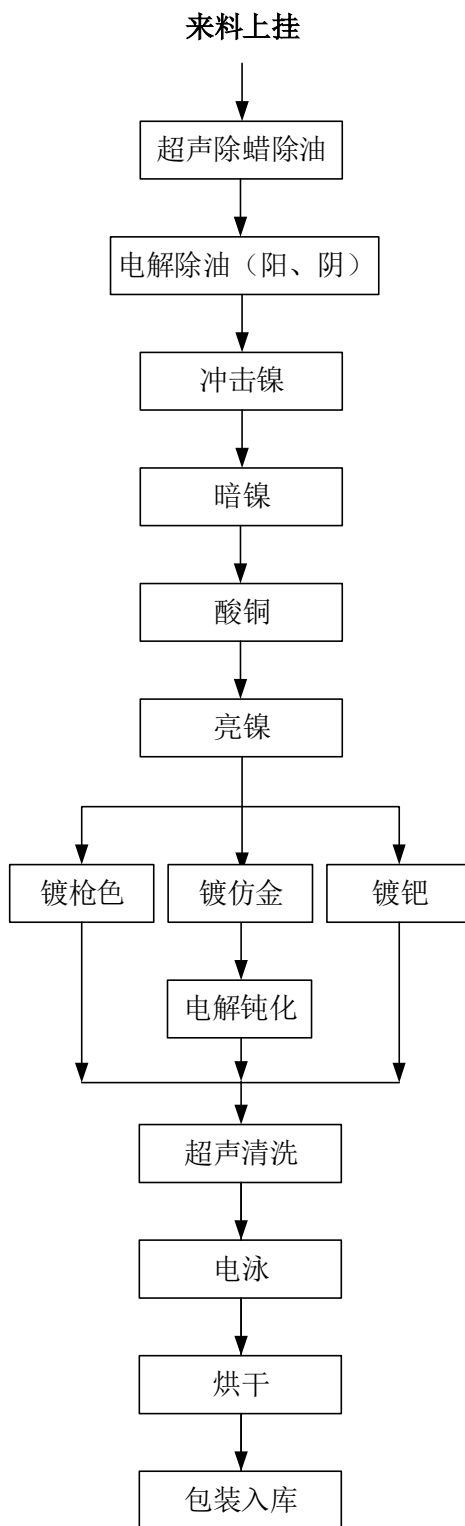 来料上挂
超声除蜡除油
电解除油（阳、阴）
冲击镍
暗镍
酸铜
亮镍
镀枪色
镀仿金
镀钯
电解钝化
超声清洗
电泳
烘干
包装入库